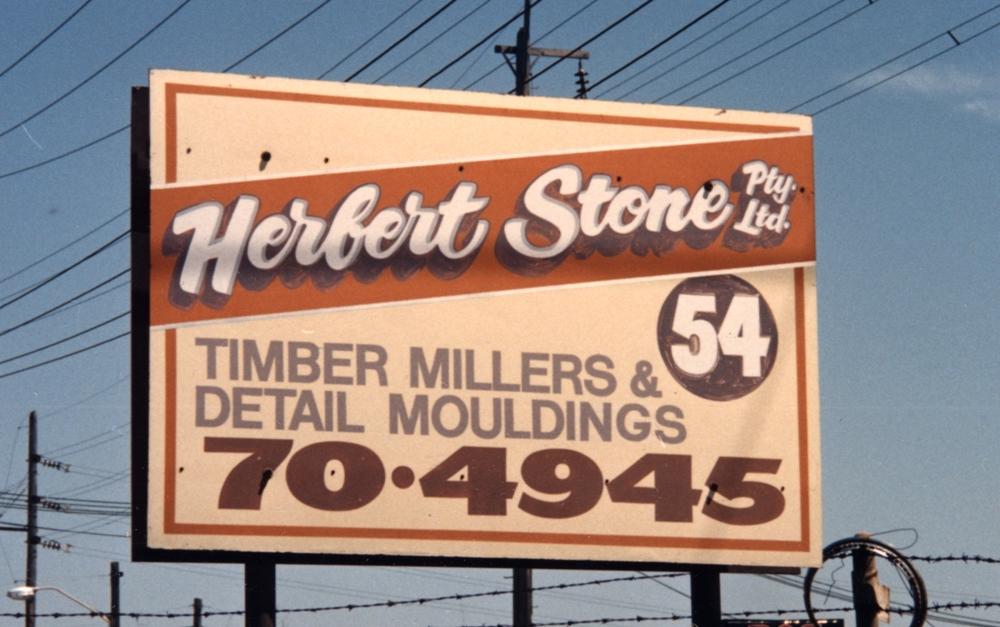 Herbert Stone Pty. Ltd.
54
TIMBER MILLERS &
DETAIL MOULDINGS
70·4945